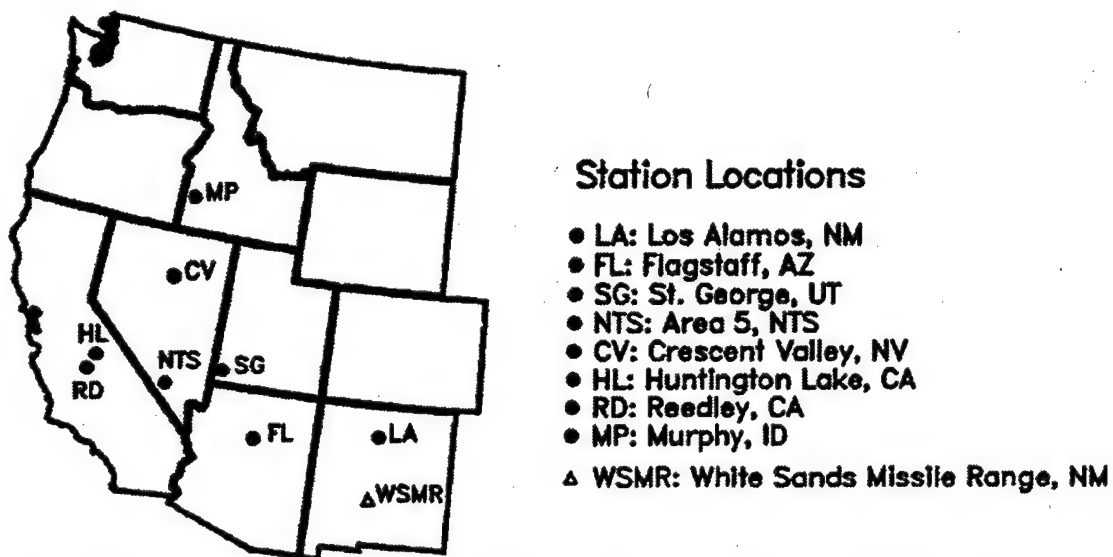 MP
CV
HL
NTS
SG
RD
FL
LA
WSMR
Station Locations
LA: Los Alamos, NM
FL: Flagstaff, AZ
SG: St. George, UT
NTS: Area 5, NTS
CV: Crescent Valley, NV
HL: Huntington Lake, CA
RD: Reedley, CA
MP: Murphy, ID
WSMR: White Sands Missile Range, NM